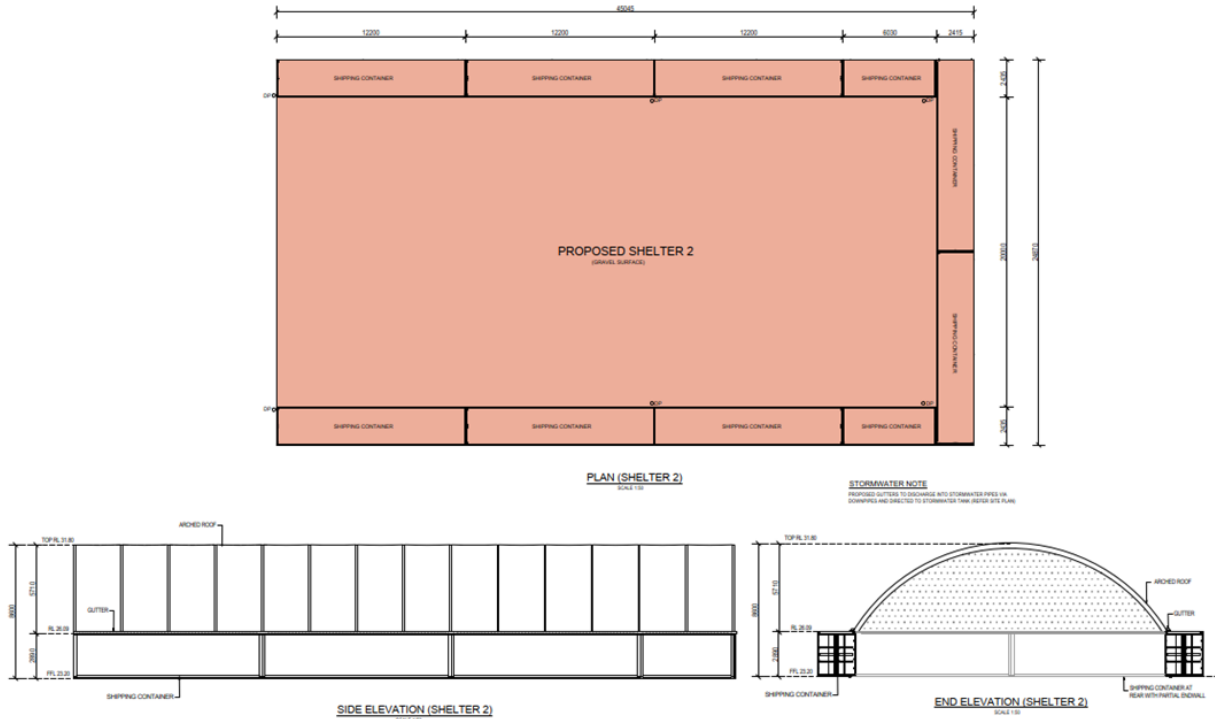 45045
12200 12200 12200 6030 2415
SHIPPING CONTAINER SHIPPING CONTAINER SHIPPING CONTAINER SHIPPING CONTAINER
2435
DP DP DP
SHIPPING CONTAINER
PROPOSED SHELTER 2
(GRAVEL SURFACE)
20000
24870
SHIPPING CONTAINER
DP DP DP
SHIPPING CONTAINER SHIPPING CONTAINER SHIPPING CONTAINER SHIPPING CONTAINER
2435
PLAN (SHELTER 2)
SCALE 1:50
STORMWATER NOTE
PROPOSED GUTTERS TO DISCHARGE INTO STORMWATER PIPES VIA
DOWNPIPES AND DIRECTED TO STORMWATER TANK (REFER SITE PLAN)
ARCHED ROOF
TOP RL 31.80
5710
8600
GUTTER
RL 26.09
2890
FFL 23.20
SHIPPING CONTAINER
SIDE ELEVATION (SHELTER 2)
TOP RL 31.80
5710
8600
ARCHED ROOF
GUTTER
RL 26.09
2890
FFL 23.20
SHIPPING CONTAINER
SHIPPING CONTAINER AT
REAR WITH PARTIAL ENDWALL
END ELEVATION (SHELTER 2)
SCALE 1:50